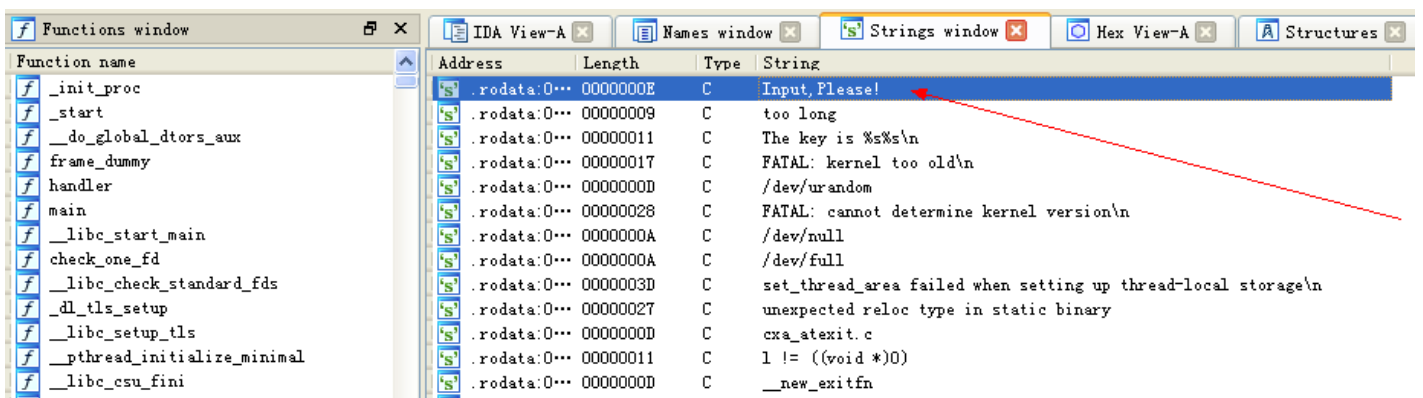 Functions window
IDA View-A Names window Strings window Hex View-A Structures
Function name
_init_proc
_start
__do_global_dtors_aux
frame_dummy
handler
main
__libc_start_main
check_one_fd
__libc_check_standard_fds
_dl_tls_setup
__libc_setup_tls
__pthread_initialize_minimal
__libc_csu_fini
Address Length Type String
.rodata:0… 0000000E C Input,Please!
.rodata:0… 00000009 C too long
.rodata:0… 00000011 C The key is %s%s\n
.rodata:0… 00000017 C FATAL: kernel too old\n
.rodata:0… 0000000D C /dev/urandom
.rodata:0… 00000028 C FATAL: cannot determine kernel version\n
.rodata:0… 0000000A C /dev/null
.rodata:0… 0000000A C /dev/full
.rodata:0… 0000003D C set_thread_area failed when setting up thread-local storage\n
.rodata:0… 00000027 C unexpected reloc type in static binary
.rodata:0… 0000000D C cxa_atexit.c
.rodata:0… 00000011 C l != ((void *)0)
.rodata:0… 0000000D C __new_exitfn